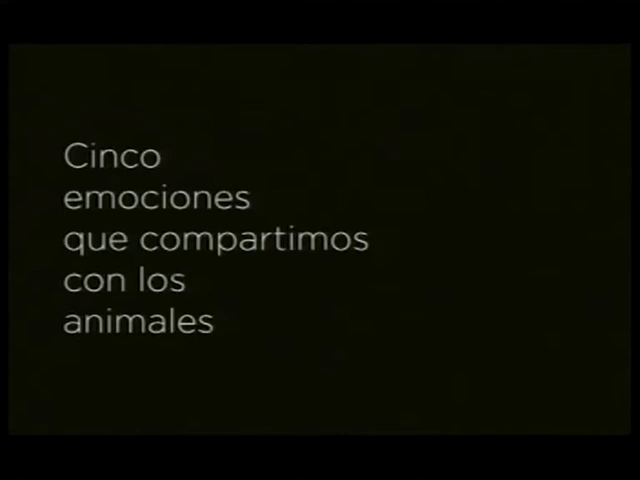 Cinco
emociones
que compartimos
con los
animales